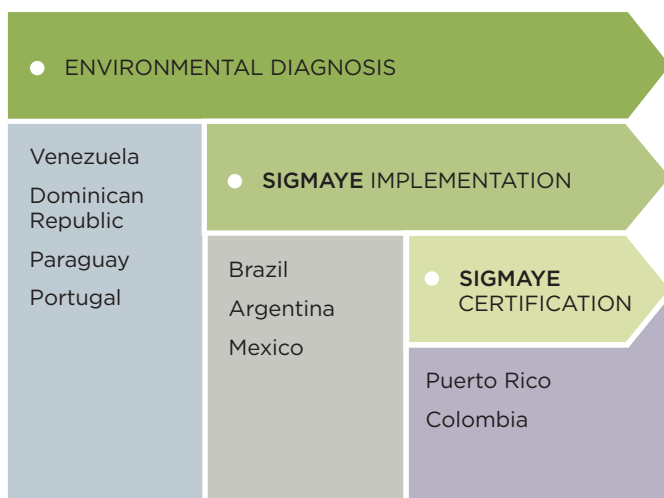 ENVIRONMENTAL DIAGNOSIS
Venezuela
Dominican
Republic
Paraguay
Portugal
SIGMAYE IMPLEMENTATION
Brazil
Argentina
Mexico
SIGMAYE
CERTIFICATION
Puerto Rico
Colombia